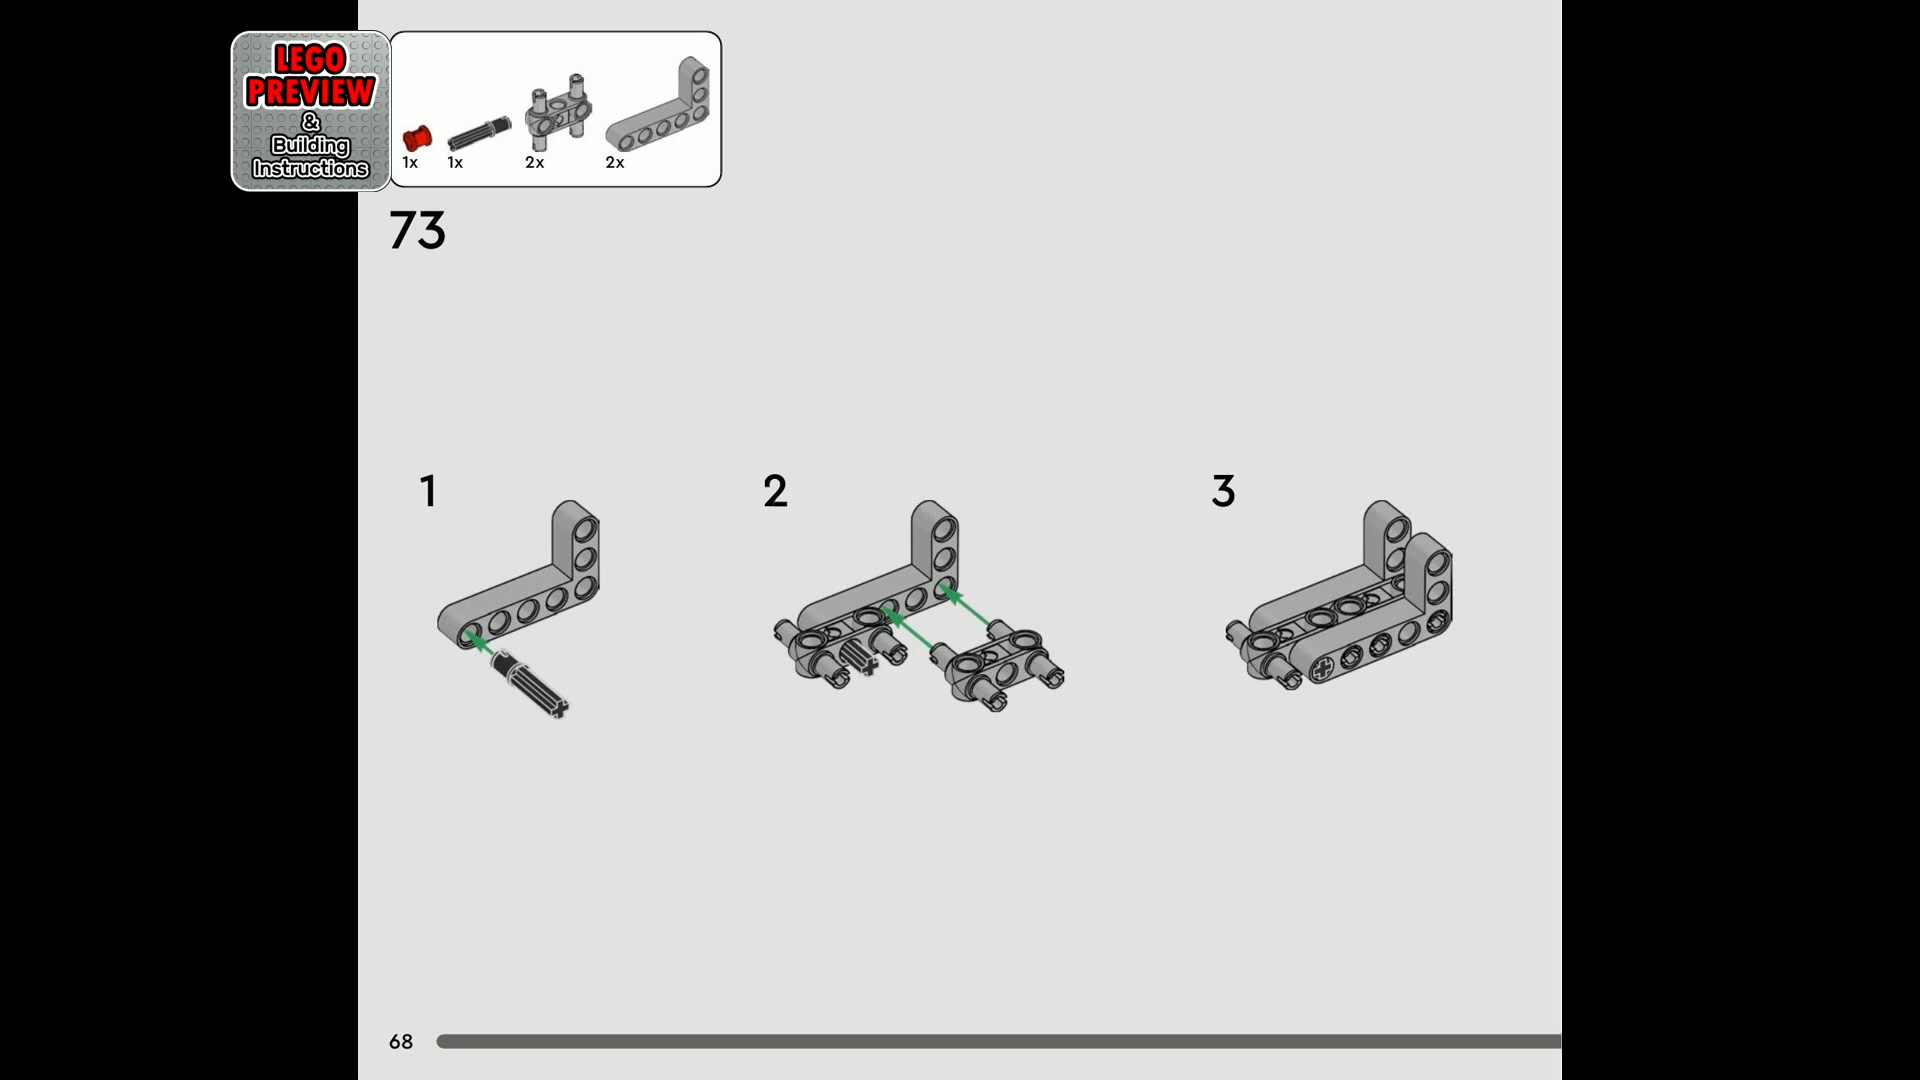 LEGO
PREVIEW
&
Building
Instructions
1x 1x 2x 2x
73
1 2 3
68